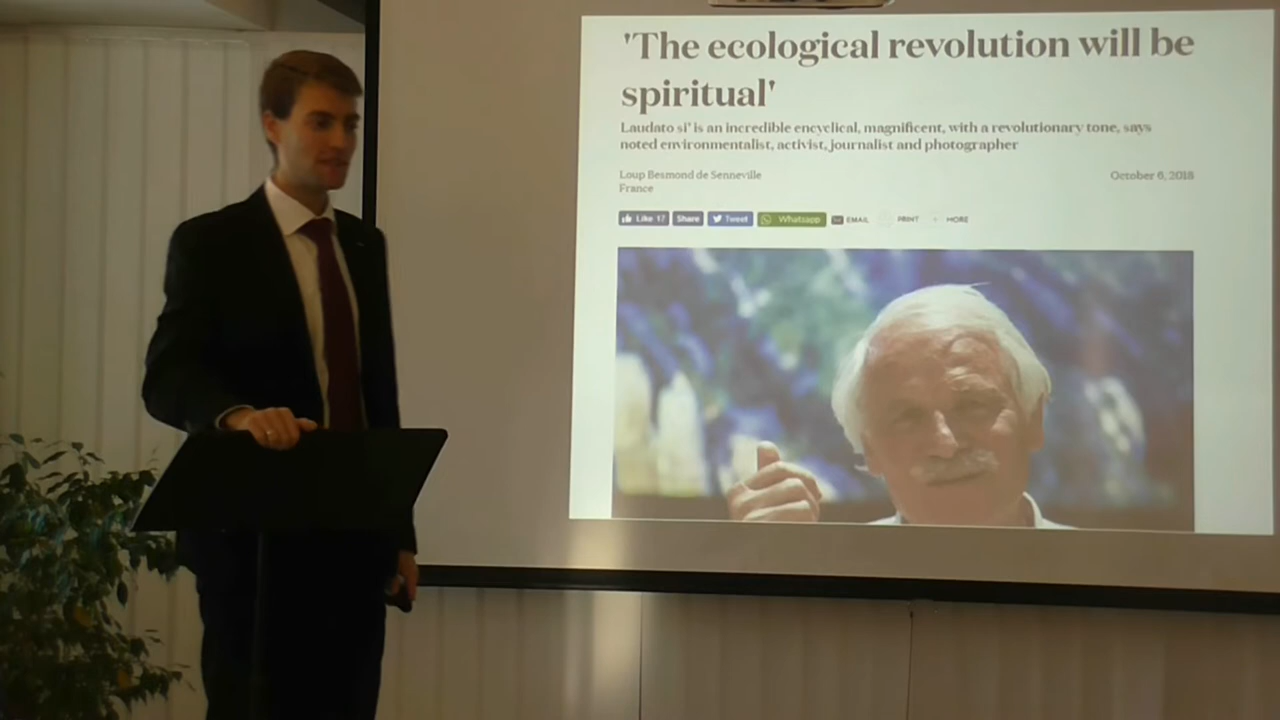 'The ecological revolution will be
spiritual'
Laudato si' is an incredible encyclical, magnificent, with a revolutionary tone, says
noted environmentalist, activist, journalist and photographer
Loup Besmond de Senneville
France
October 6, 2018
Like 17 Share Tweet Whatsapp EMAIL PRINT + MORE